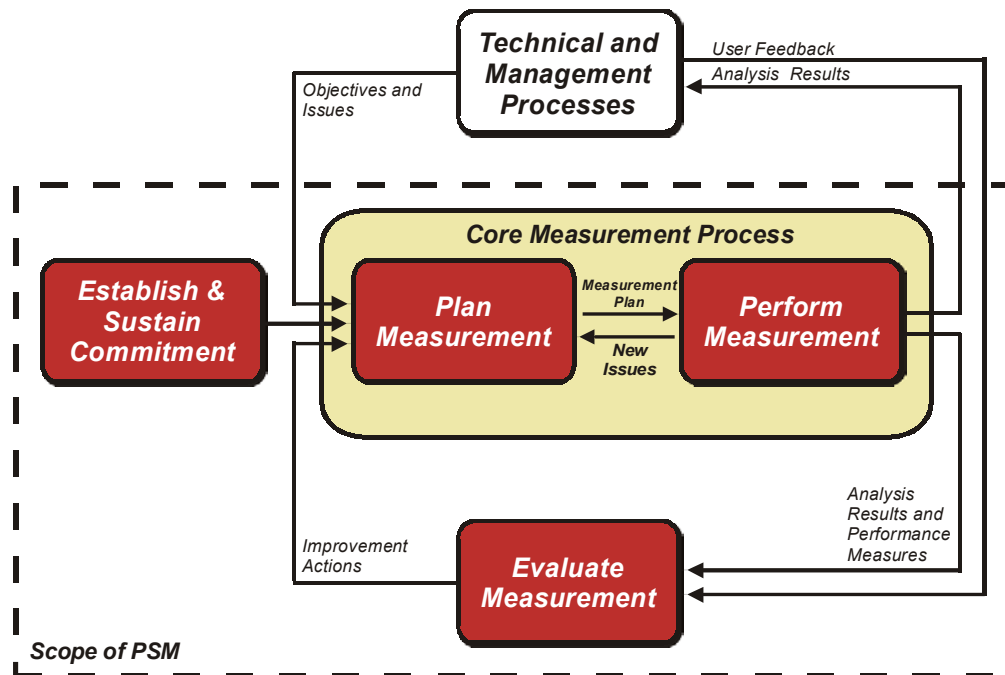 Technical and
Management
Processes
User Feedback
Analysis Results
Objectives and
Issues
Core Measurement Process
Establish &
Sustain
Commitment
Plan
Measurement
Measurement
Plan
New
Issues
Perform
Measurement
Analysis
Results and
Performance
Measures
Improvement
Actions
Evaluate
Measurement
Scope of PSM